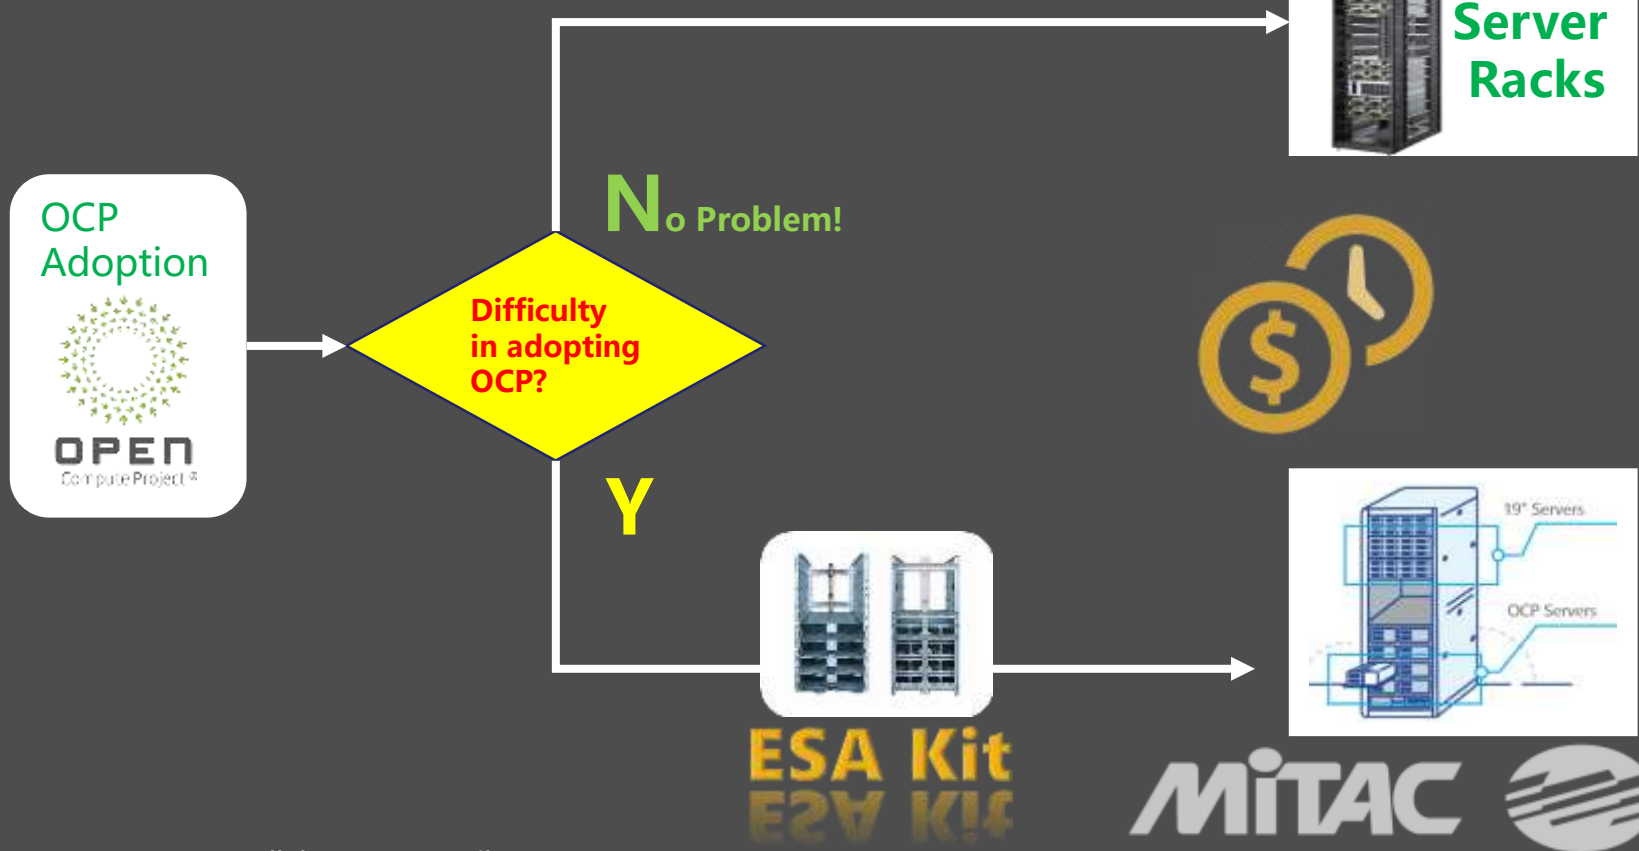 Server
Racks
OCP
Adoption
OPEN
Compute Project ®
No Problem!
Difficulty
in adopting
OCP?
$
Y
19" Servers
OCP Servers
ESA Kit
MiTAC